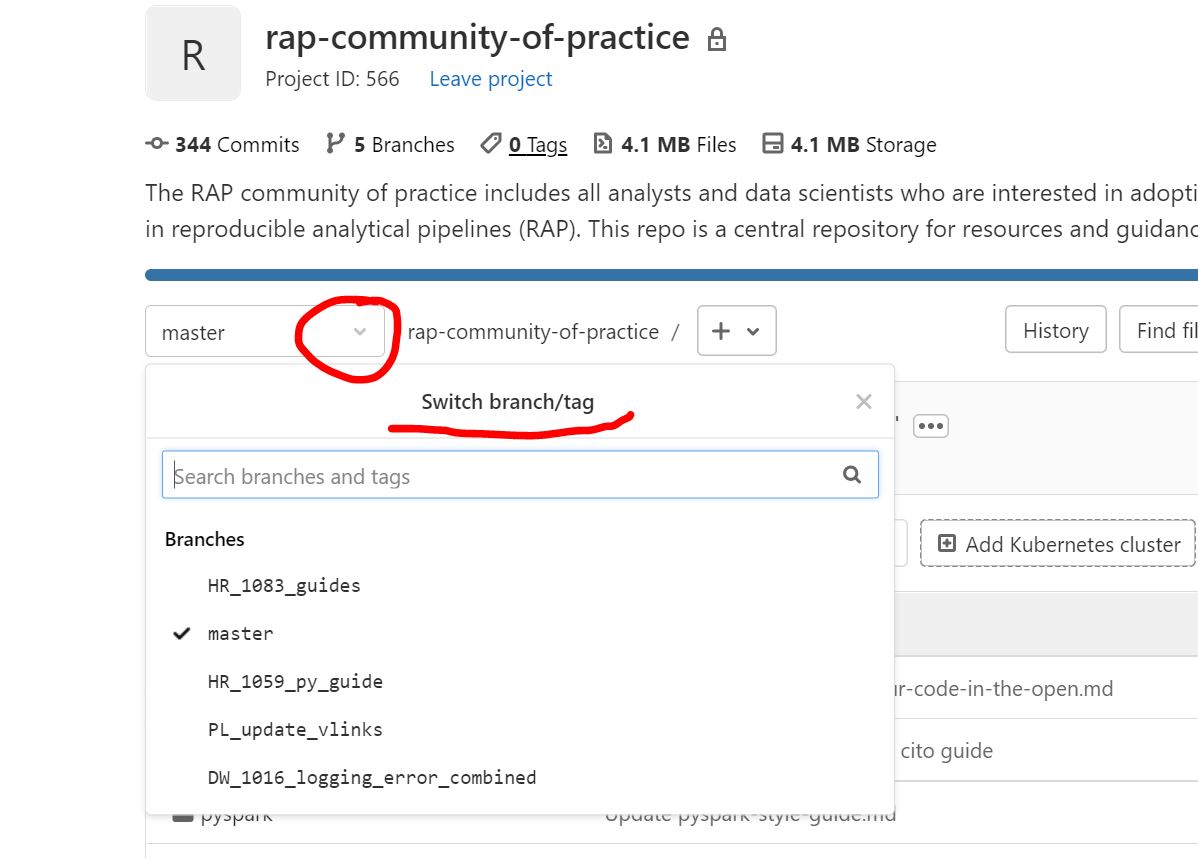 R
rap-community-of-practice
Project ID: 566 Leave project
344 Commits 5 Branches 0 Tags 4.1 MB Files 4.1 MB Storage
The RAP community of practice includes all analysts and data scientists who are interested in adopti
in reproducible analytical pipelines (RAP). This repo is a central repository for resources and guidanc
master rap-community-of-practice / + History Find fil
Switch branch/tag
Search branches and tags
Branches
Add Kubernetes cluster
HR_1083_guides
master
HR_1059_py_guide
ur-code-in-the-open.md
PL_update_vlinks
cito guide
DW_1016_logging_error_combined
pyspark Update pyspark-style-guide.md